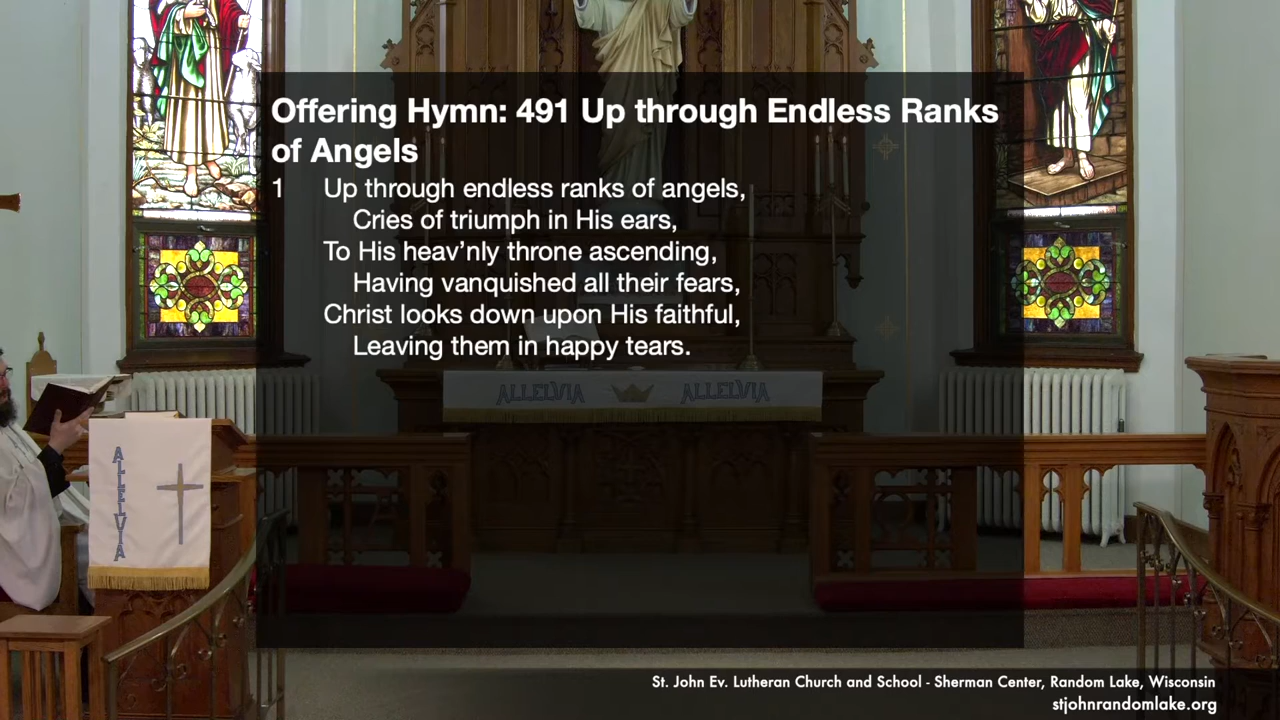 Offering Hymn: 491 Up through Endless Ranks
of Angels
1 Up through endless ranks of angels,
Cries of triumph in His ears,
To His heav’nly throne ascending,
Having vanquished all their fears,
Christ looks down upon His faithful,
Leaving them in happy tears.
ALLELVIA ALLELVIA
ALLELVIA
St. John Ev. Lutheran Church and School - Sherman Center, Random Lake, Wisconsin
stjohnrandomlake.org